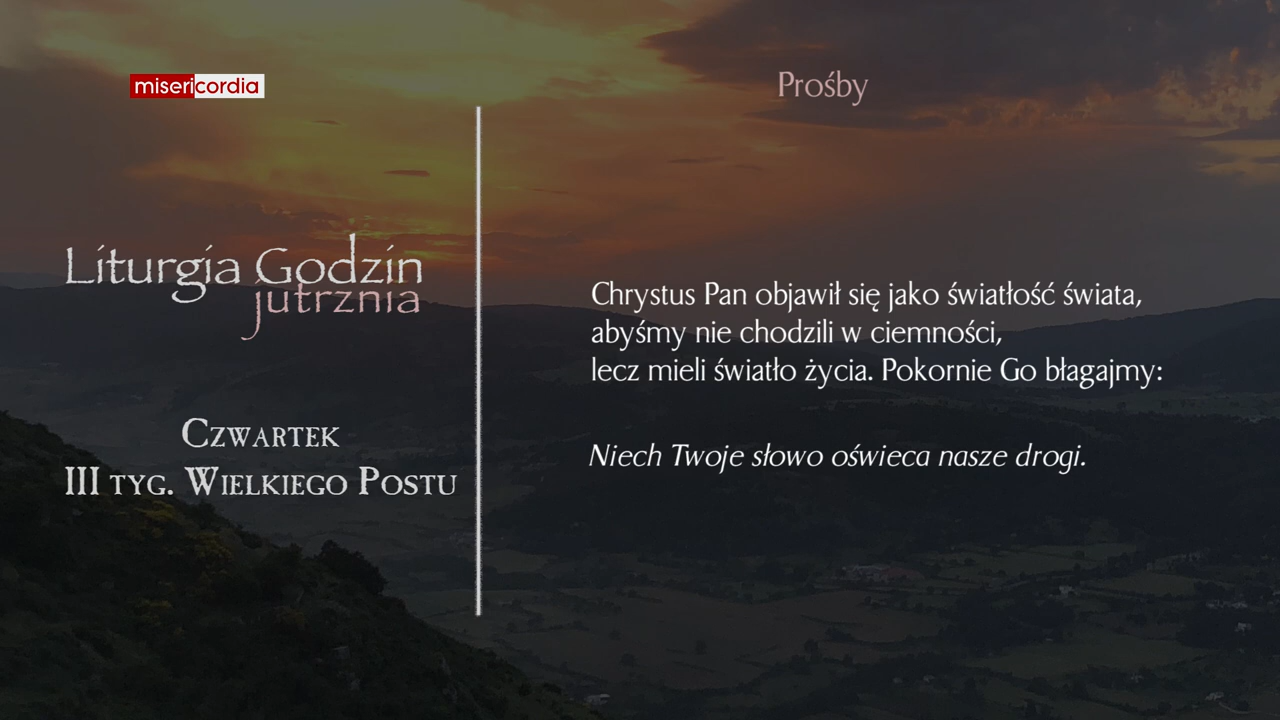 misericordia
Liturgia Godzin
jutrznia
Czwartek
III tyg. Wielkiego Postu
Prośby
Chrystus Pan objawił się jako światłość świata,
abyśmy nie chodzili w ciemności,
lecz mieli światło życia. Pokornie Go błagajmy:
Niech Twoje słowo oświeca nasze drogi.